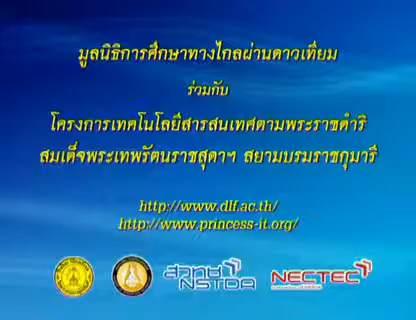 มูลนิธิการศึกษาทางไกลผ่านดาวเทียม
ร่วมกับ
โครงการเทคโนโลยีสารสนเทศตามพระราชดำริ
สมเด็จพระเทพรัตนราชสุดาฯ สยามบรมราชกุมารี
http://www.dlf.ac.th/
http://www.princess-it.org/
สวทช
NSTDA
NECTEC